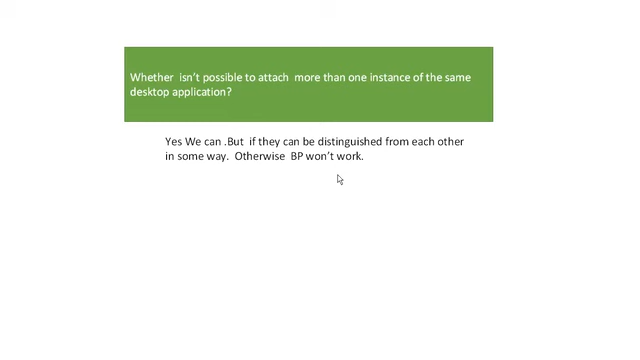 Whether  isn't possible to attach  more than one instance of the same
desktop application?
Yes We can .But  if they can be distinguished from each other
in some way.  Otherwise  BP won't work.